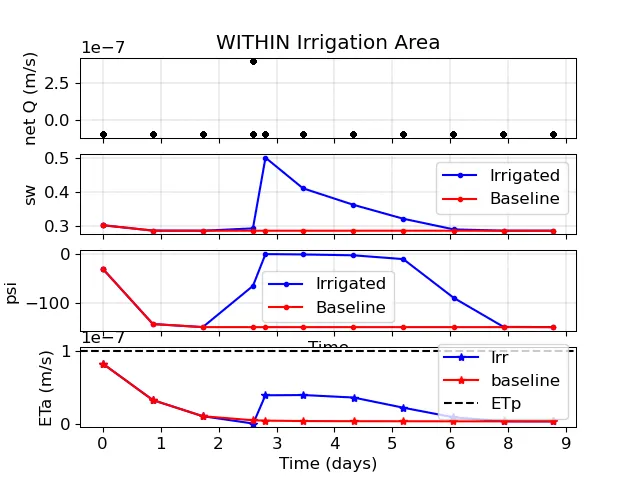 WITHIN Irrigation Area
1e−7
net Q (m/s)
2.5
0.0
sw
0.5
0.4
0.3
Irrigated
Baseline
psi
0
−100
Irrigated
Baseline
Time
1e−7
ETa (m/s)
1
0
Irr
baseline
ETp
0 1 2 3 4 5 6 7 8 9
Time (days)